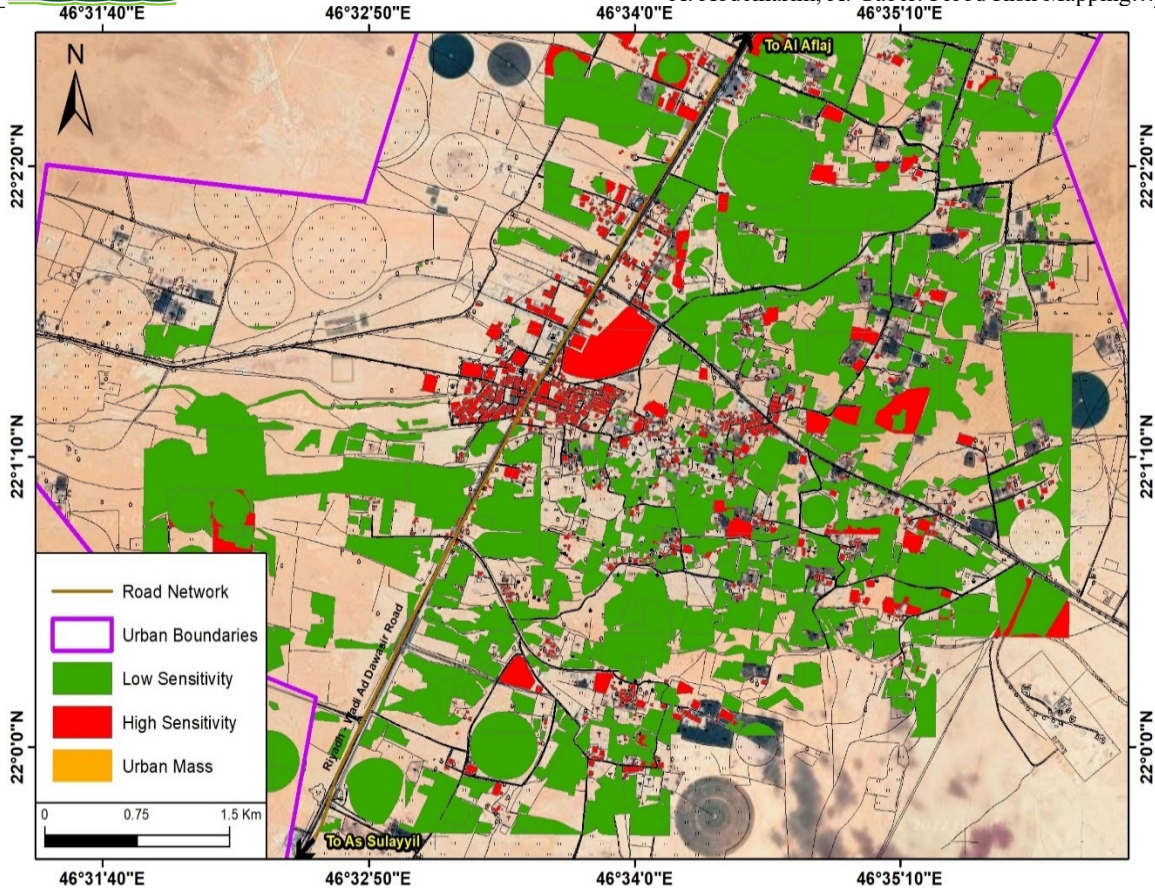 46°31'40"E 46°32'50"E 46°34'0"E 46°35'10"E
N
To Al Aflaj
22°2'20"N 22°2'20"N
22°1'10"N 22°1'10"N
22°0'0"N 22°0'0"N
Riyadh - Wadi Ad Dawasir Road
Road Network
Urban Boundaries
Low Sensitivity
High Sensitivity
Urban Mass
0 0.75 1.5 Km
To As Sulayyil
46°31'40"E 46°32'50"E 46°34'0"E 46°35'10"E